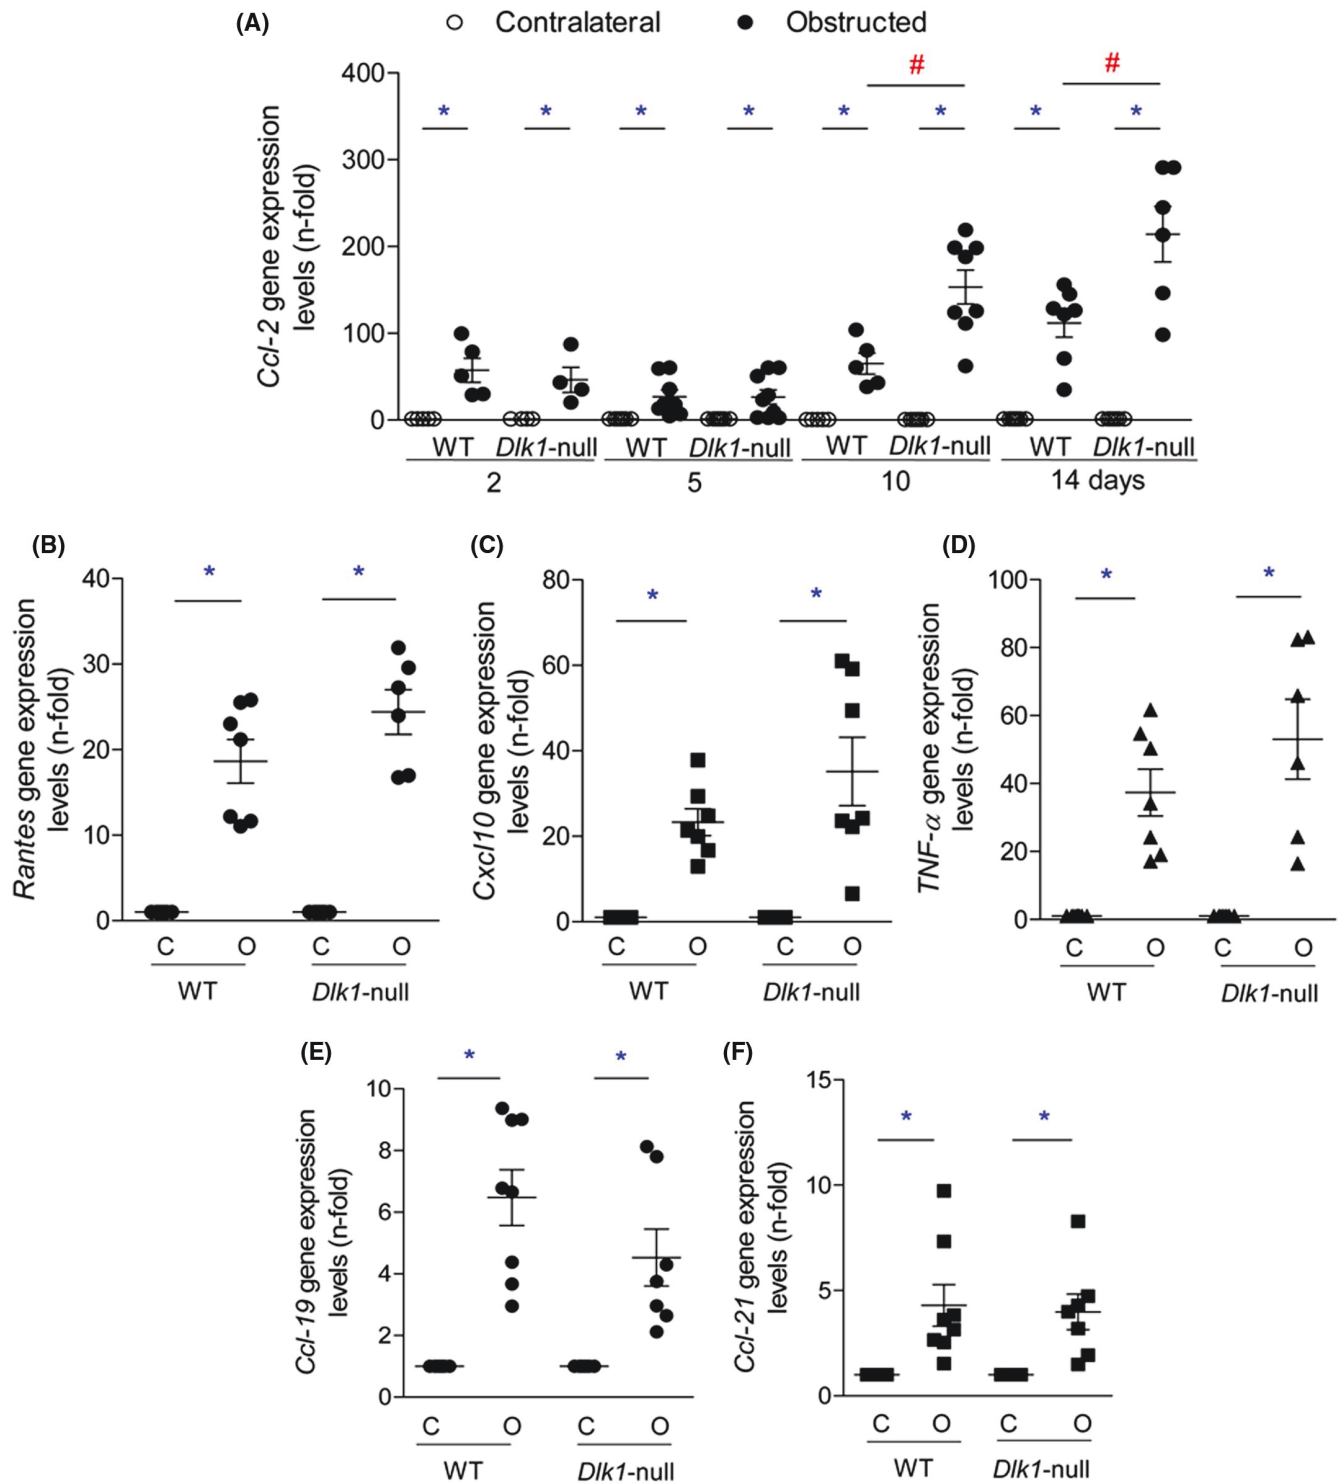 (A)
Contralateral
Obstructed
Ccl-2 gene expression
levels (n-fold)
400
300
200
100
0
* * * * * * * *
# #
WT Dlk1-null WT Dlk1-null WT Dlk1-null WT Dlk1-null
2 5 10 14 days
(B)
Rantes gene expression
levels (n-fold)
40
30
20
10
0
* *
C O C O
WT Dlk1-null
(C)
Cxcl10 gene expression
levels (n-fold)
80
60
40
20
0
* *
C O C O
WT Dlk1-null
(D)
TNF-α gene expression
levels (n-fold)
100
80
60
40
20
0
* *
C O C O
WT Dlk1-null
(E)
Ccl-19 gene expression
levels (n-fold)
10
8
6
4
2
0
* *
C O C O
WT Dlk1-null
(F)
Ccl-21 gene expression
levels (n-fold)
15
10
5
0
* *
C O C O
WT Dlk1-null